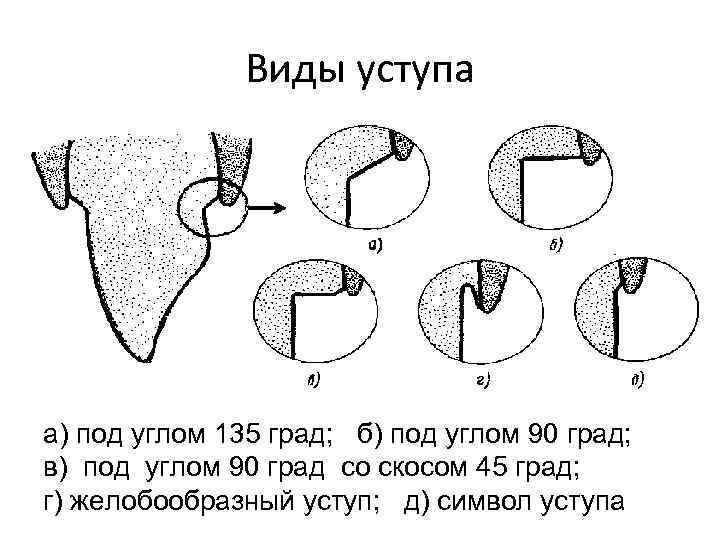 Виды уступа
а) б)
в) г) д)
а) под углом 135 град; б) под углом 90 град;
в) под углом 90 град со скосом 45 град;
г) желобообразный уступ; д) символ уступа